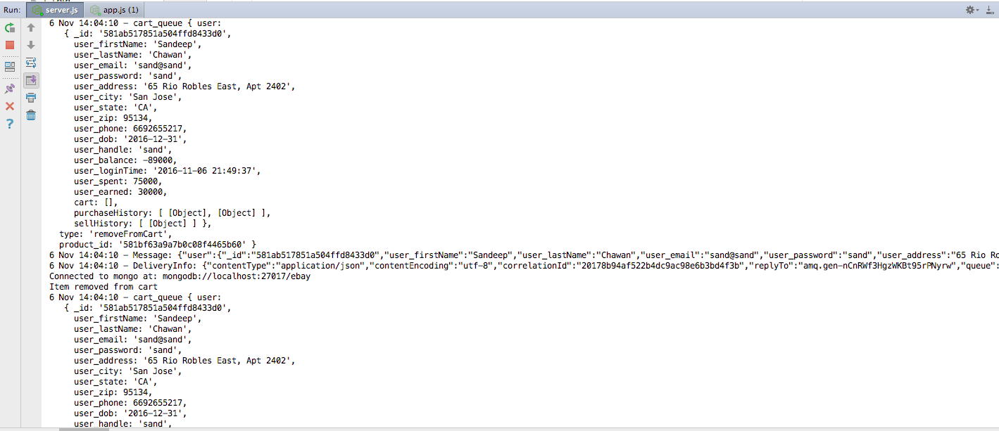 Run: server.js app.js (1)
6 Nov 14:04:10 - cart_queue { user:
{ _id: '581ab517851a504ffd8433d0',
user_firstName: 'Sandeep',
user_lastName: 'Chawan',
user_email: 'sand@sand',
user_password: 'sand',
user_address: '65 Rio Robles East, Apt 2402',
user_city: 'San Jose',
user_state: 'CA',
user_zip: 95134,
user_phone: 6692655217,
user_dob: '2016-12-31',
user_handle: 'sand',
user_balance: -89000,
user_loginTime: '2016-11-06 21:49:37',
user_spent: 75000,
user_earned: 30000,
cart: [],
purchaseHistory: [ [Object], [Object] ],
sellHistory: [ [Object] ] },
type: 'removeFromCart',
product_id: '581bf63a9a7b0c08f4465b60' }
6 Nov 14:04:10 - Message: {"user":{"_id":"581ab517851a504ffd8433d0","user_firstName":"Sandeep","user_lastName":"Chawan","user_email":"sand@sand","user_password":"sand","user_address":"65 Rio Ro
6 Nov 14:04:10 - DeliveryInfo: {"contentType":"application/json","contentEncoding":"utf-8","correlationId":"20178b94af522b4dc9ac98e6b3bd4f3b","replyTo":"amq.gen-nCnRWf3HgzWKBt95rPNyrw","queue":
Connected to mongo at: mongodb://localhost:27017/ebay
Item removed from cart
6 Nov 14:04:10 - cart_queue { user:
{ _id: '581ab517851a504ffd8433d0',
user_firstName: 'Sandeep',
user_lastName: 'Chawan',
user_email: 'sand@sand',
user_password: 'sand',
user_address: '65 Rio Robles East, Apt 2402',
user_city: 'San Jose',
user_state: 'CA',
user_zip: 95134,
user_phone: 6692655217,
user_dob: '2016-12-31',
user_handle: 'sand',